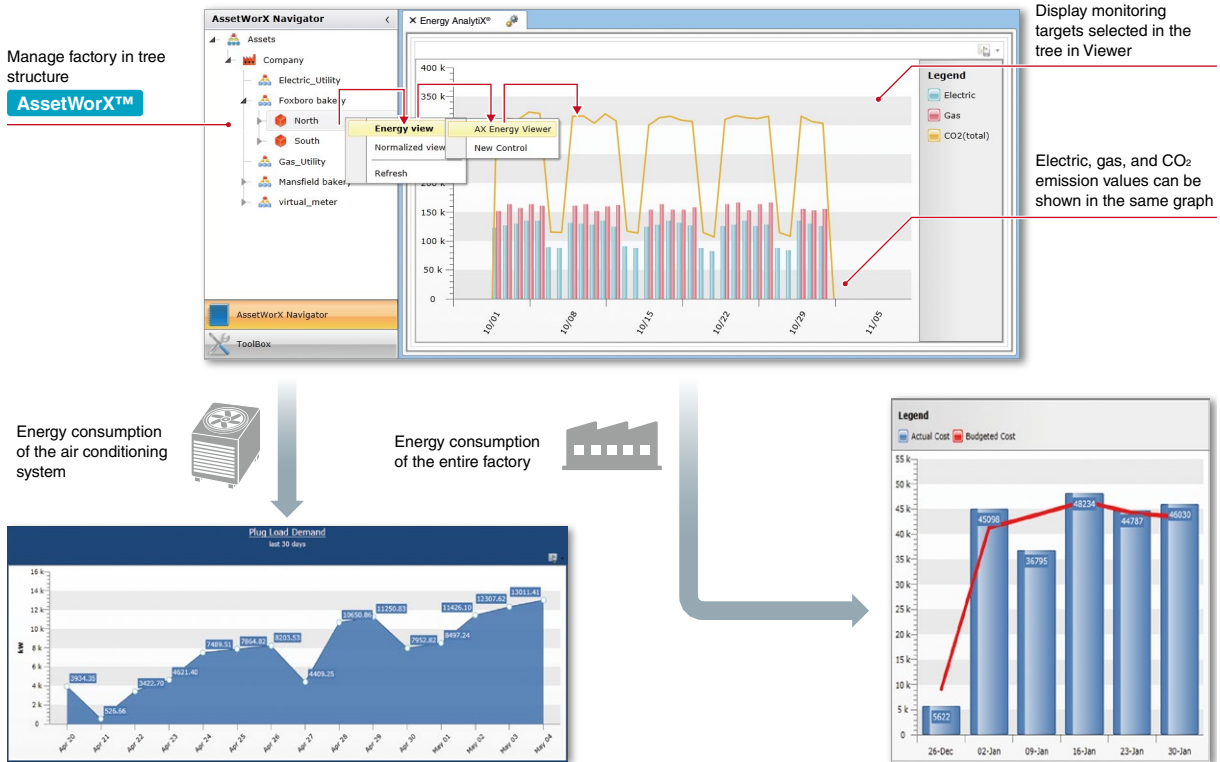 Manage factory in tree
structure
AssetWorX™
AssetWorX Navigator
<
Assets
Company
Electric_Utility
Foxboro bakery
North
South
Gas_Utility
Mansfield bakery
virtual_meter
AssetWorX Navigator
ToolBox
× Energy AnalytiX®
Energy view
Normalized view
Refresh
AX Energy Viewer
New Control
400 k
350 k
200 k
150 k
100 k
50 k
0
10/01
10/08
10/15
10/22
10/29
11/05
Legend
Electric
Gas
CO2(total)
Display monitoring
targets selected in the
tree in Viewer
Electric, gas, and CO₂
emission values can be
shown in the same graph
Energy consumption
of the air conditioning
system
Energy consumption
of the entire factory
Plug Load Demand
last 30 days
kW
16 k
14 k
12 k
10 k
8 k
6 k
4 k
2 k
0
3934.35
526.66
3422.70
4621.40
7489.51
7864.82
8203.53
4409.25
10650.86
11250.83
7952.82
8497.24
11426.10
12307.62
13011.41
Apr 20
Apr 21
Apr 22
Apr 23
Apr 24
Apr 25
Apr 26
Apr 27
Apr 28
Apr 29
Apr 30
May 01
May 02
May 03
May 04
Legend
Actual Cost
Budgeted Cost
55 k
50 k
45 k
40 k
35 k
30 k
25 k
20 k
15 k
10 k
5 k
0
5622
45098
36795
48234
44787
46030
26-Dec
02-Jan
09-Jan
16-Jan
23-Jan
30-Jan